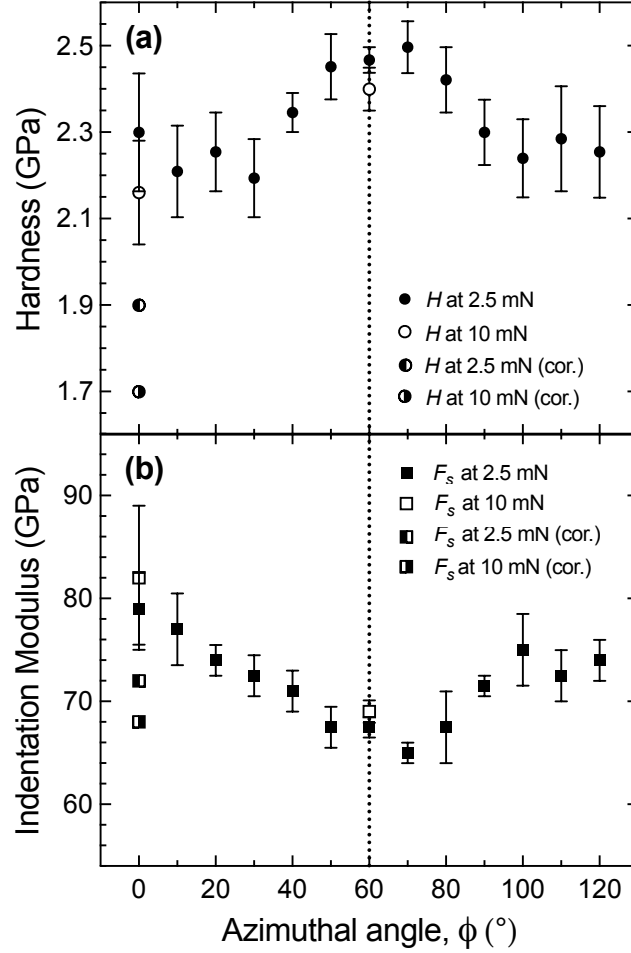 (a)
2.5
2.3
2.1
1.9
1.7
Hardness (GPa)
H at 2.5 mN
H at 10 mN
H at 2.5 mN (cor.)
H at 10 mN (cor.)
(b)
90
80
70
60
Indentation Modulus (GPa)
Fs at 2.5 mN
Fs at 10 mN
Fs at 2.5 mN (cor.)
Fs at 10 mN (cor.)
0 20 40 60 80 100 120
Azimuthal angle, ϕ (°)